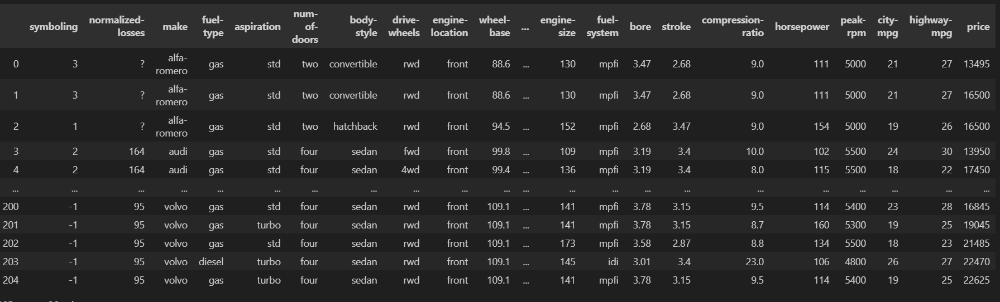 symboling normalized-losses make fuel-type aspiration num-of-doors body-style drive-wheels engine-location wheel-base ... engine-size fuel-system bore stroke compression-ratio horsepower peak-rpm city-mpg highway-mpg price
0 3 ? alfa-romero gas std two convertible rwd front 88.6 ... 130 mpfi 3.47 2.68 9.0 111 5000 21 27 13495
1 3 ? alfa-romero gas std two convertible rwd front 88.6 ... 130 mpfi 3.47 2.68 9.0 111 5000 21 27 16500
2 1 ? alfa-romero gas std two hatchback rwd front 94.5 ... 152 mpfi 2.68 3.47 9.0 154 5000 19 26 16500
3 2 164 audi gas std four sedan fwd front 99.8 ... 109 mpfi 3.19 3.4 10.0 102 5500 24 30 13950
4 2 164 audi gas std four sedan 4wd front 99.4 ... 136 mpfi 3.19 3.4 8.0 115 5500 18 22 17450
... ... ... ... ... ... ... ... ... ... ... ... ... ... ... ... ... ... ... ... ... ...
200 -1 95 volvo gas std four sedan rwd front 109.1 ... 141 mpfi 3.78 3.15 9.5 114 5400 23 28 16845
201 -1 95 volvo gas turbo four sedan rwd front 109.1 ... 141 mpfi 3.78 3.15 8.7 160 5300 19 25 19045
202 -1 95 volvo gas std four sedan rwd front 109.1 ... 173 mpfi 3.58 2.87 8.8 134 5500 18 23 21485
203 -1 95 volvo diesel turbo four sedan rwd front 109.1 ... 145 idi 3.01 3.4 23.0 106 4800 26 27 22470
204 -1 95 volvo gas turbo four sedan rwd front 109.1 ... 141 mpfi 3.78 3.15 9.5 114 5400 19 25 22625